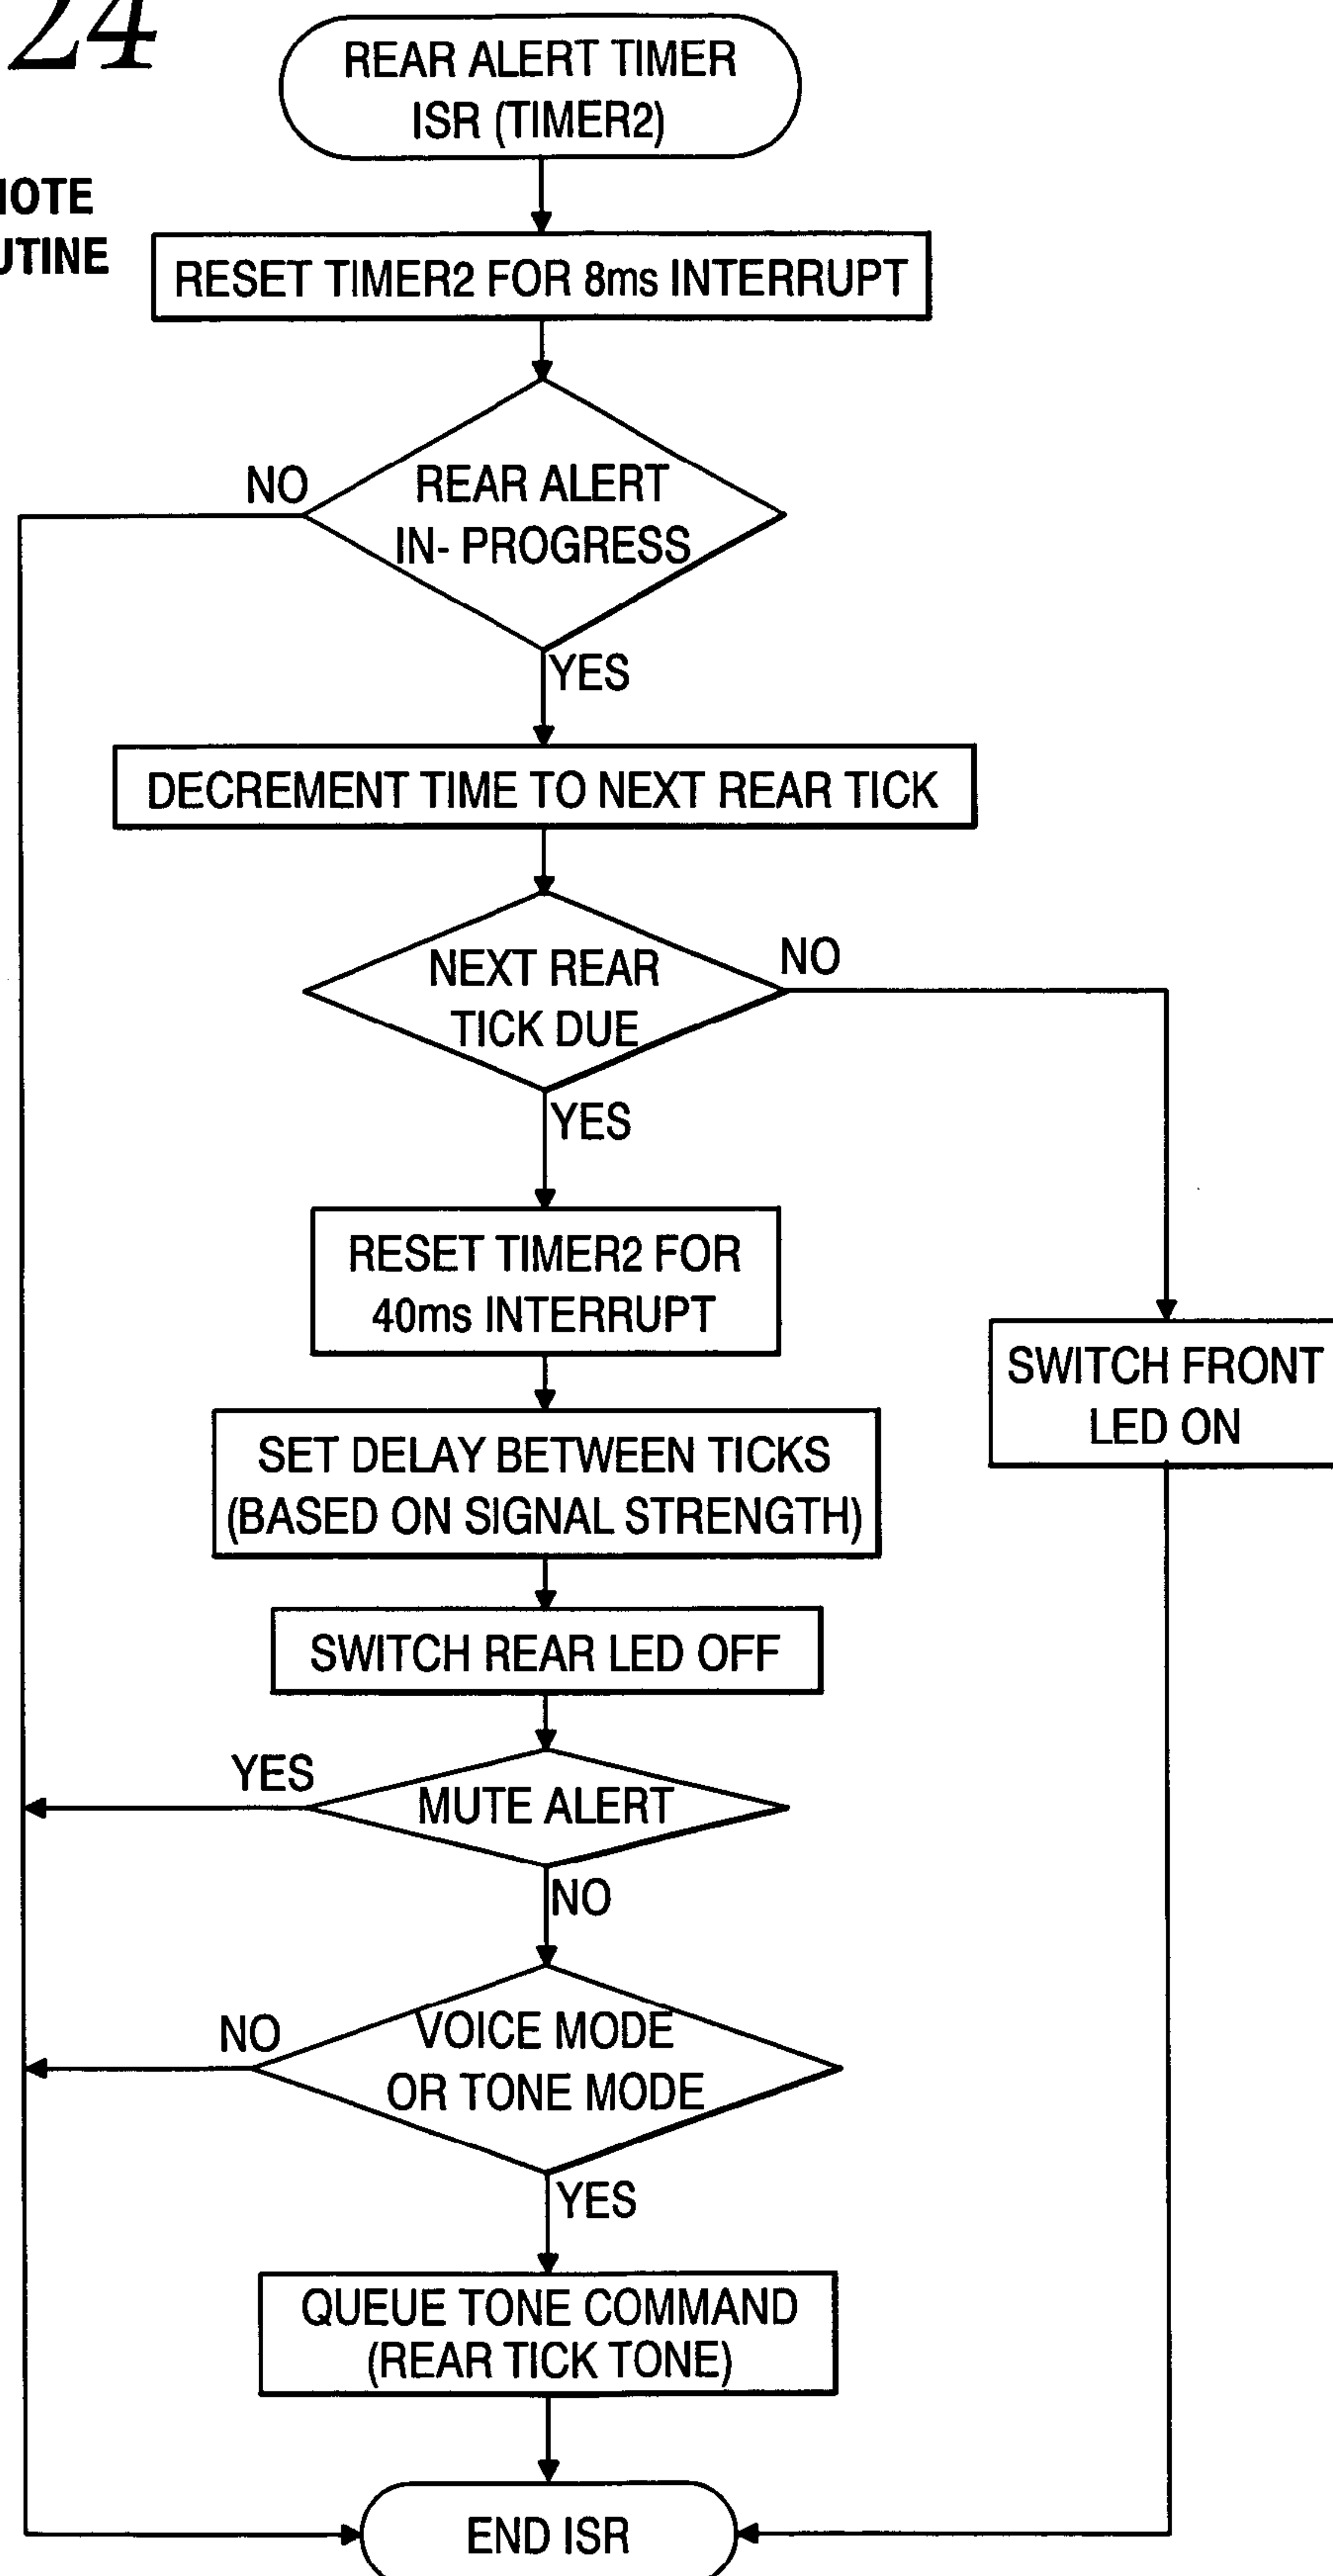 24
REAR ALERT TIMER
ISR (TIMER2)
RESET TIMER2 FOR 8ms INTERRUPT
NO
REAR ALERT
IN- PROGRESS
YES
DECREMENT TIME TO NEXT REAR TICK
NEXT REAR
TICK DUE
NO
YES
RESET TIMER2 FOR
40ms INTERRUPT
SWITCH FRONT
LED ON
SET DELAY BETWEEN TICKS
(BASED ON SIGNAL STRENGTH)
SWITCH REAR LED OFF
YES
MUTE ALERT
NO
NO
VOICE MODE
OR TONE MODE
YES
QUEUE TONE COMMAND
(REAR TICK TONE)
END ISR